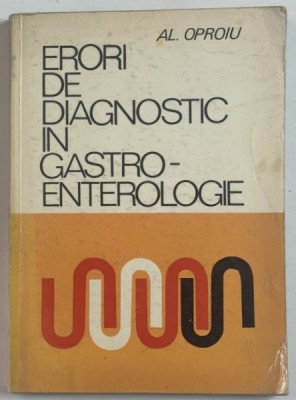 AL. OPROIU
ERORI
DE
DIAGNOSTIC
IN
GASTRO-
ENTEROLOGIE